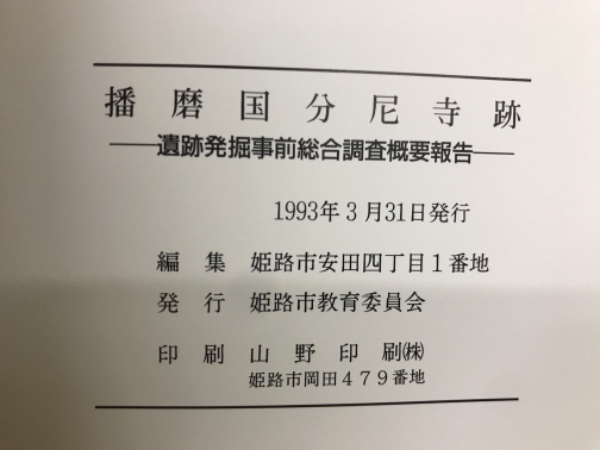 播磨国分尼寺跡
──遺跡発掘事前総合調査概要報告──
1993年3月31日発行
編集 姫路市安田四丁目1番地
発行 姫路市教育委員会
印刷 山野印刷㈱
姫路市岡田479番地